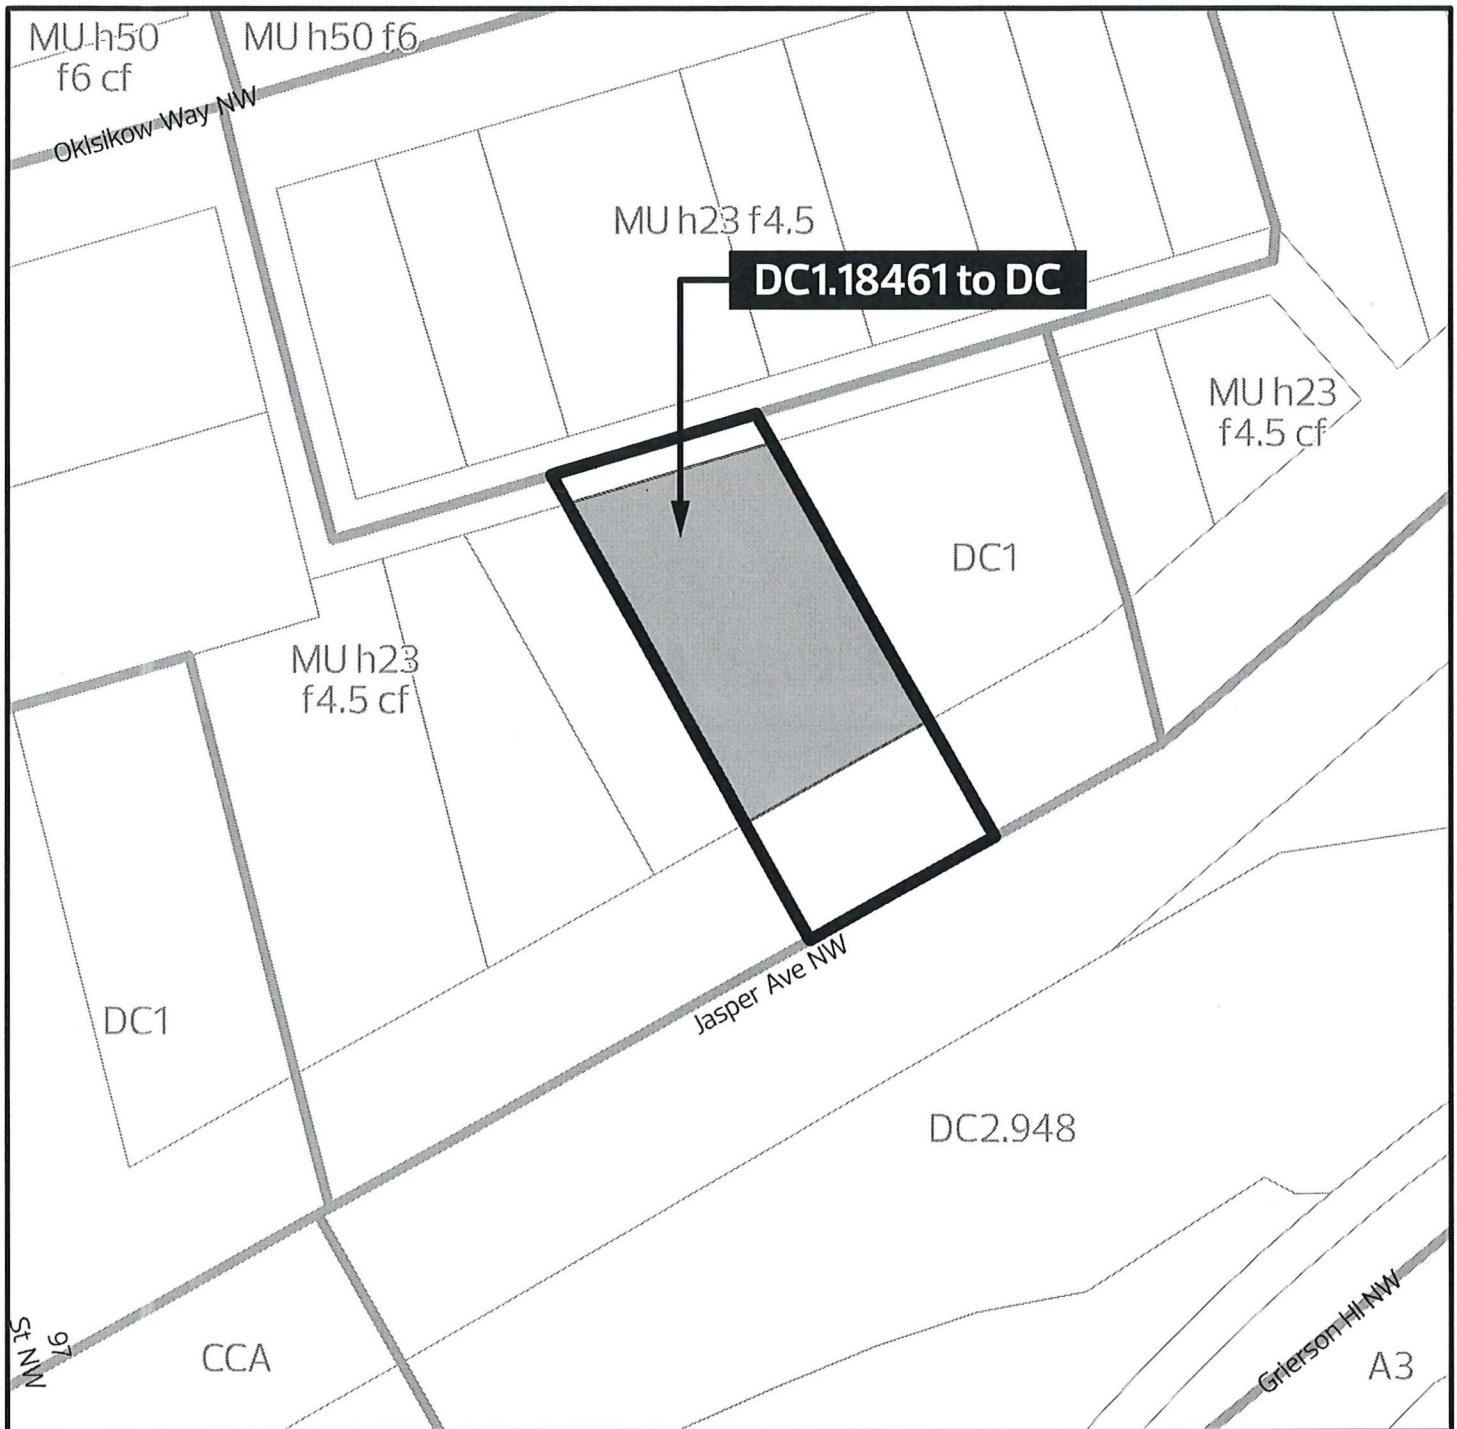 MU h50
f6 cf
MU h50 f6
Okisikow Way NW
MU h23 f4.5
DC1.18461 to DC
MU h23
f4.5 cf
DC1
MU h23
f4.5 cf
Jasper Ave NW
DC1
DC2.948
97
St NW
CCA
Grierson Hl NW
A3